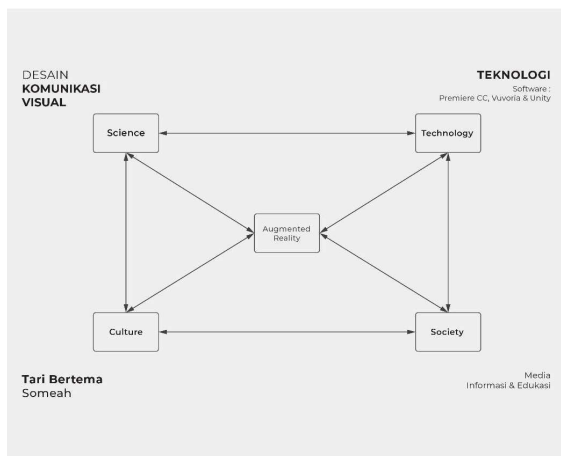 DESAIN
KOMUNIKASI
VISUAL
TEKNOLOGI
Software :
Premiere CC, Vuvoria & Unity
Science
Technology
Augmented
Reality
Culture
Society
Tari Bertema
Someah
Media
Informasi & Edukasi